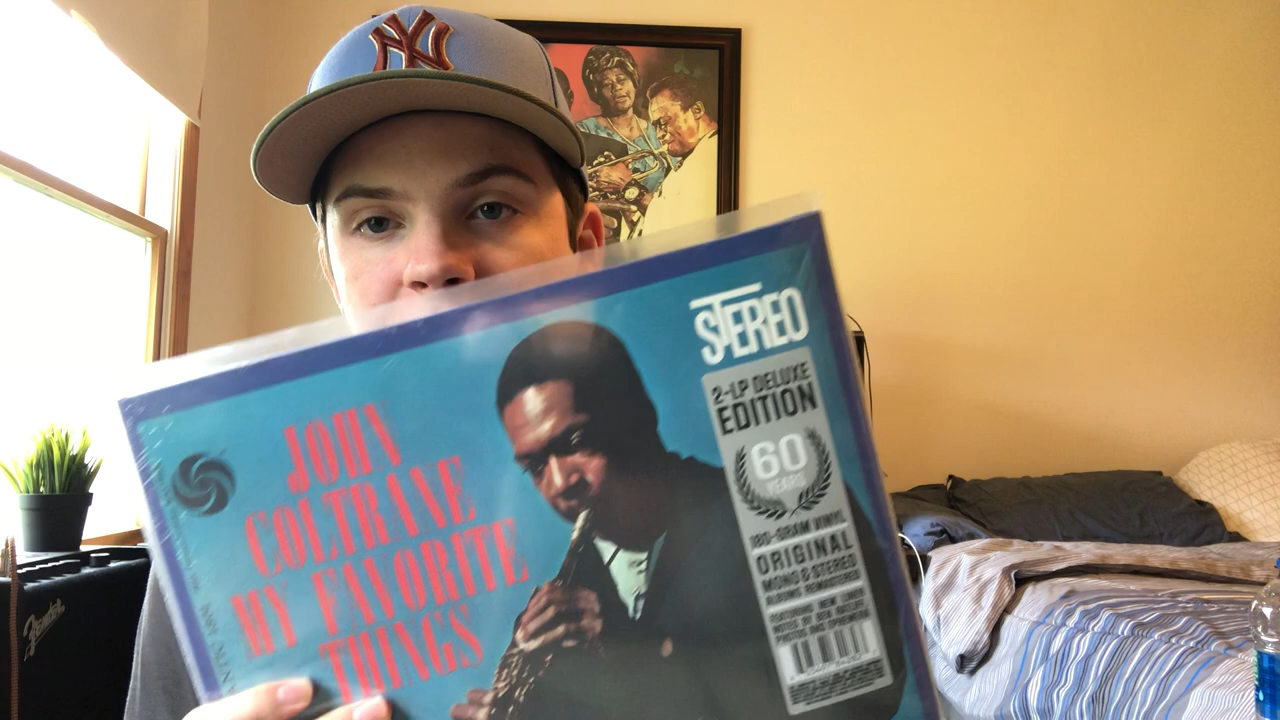 NY
STEREO
2-LP DELUXE
EDITION
60
YEARS
180-GRAM VINYL
ORIGINAL
MONO & STEREO
ALBUMS REMASTERED
JOHN
COLTRANE
MY FAVORITE
THINGS
Fender